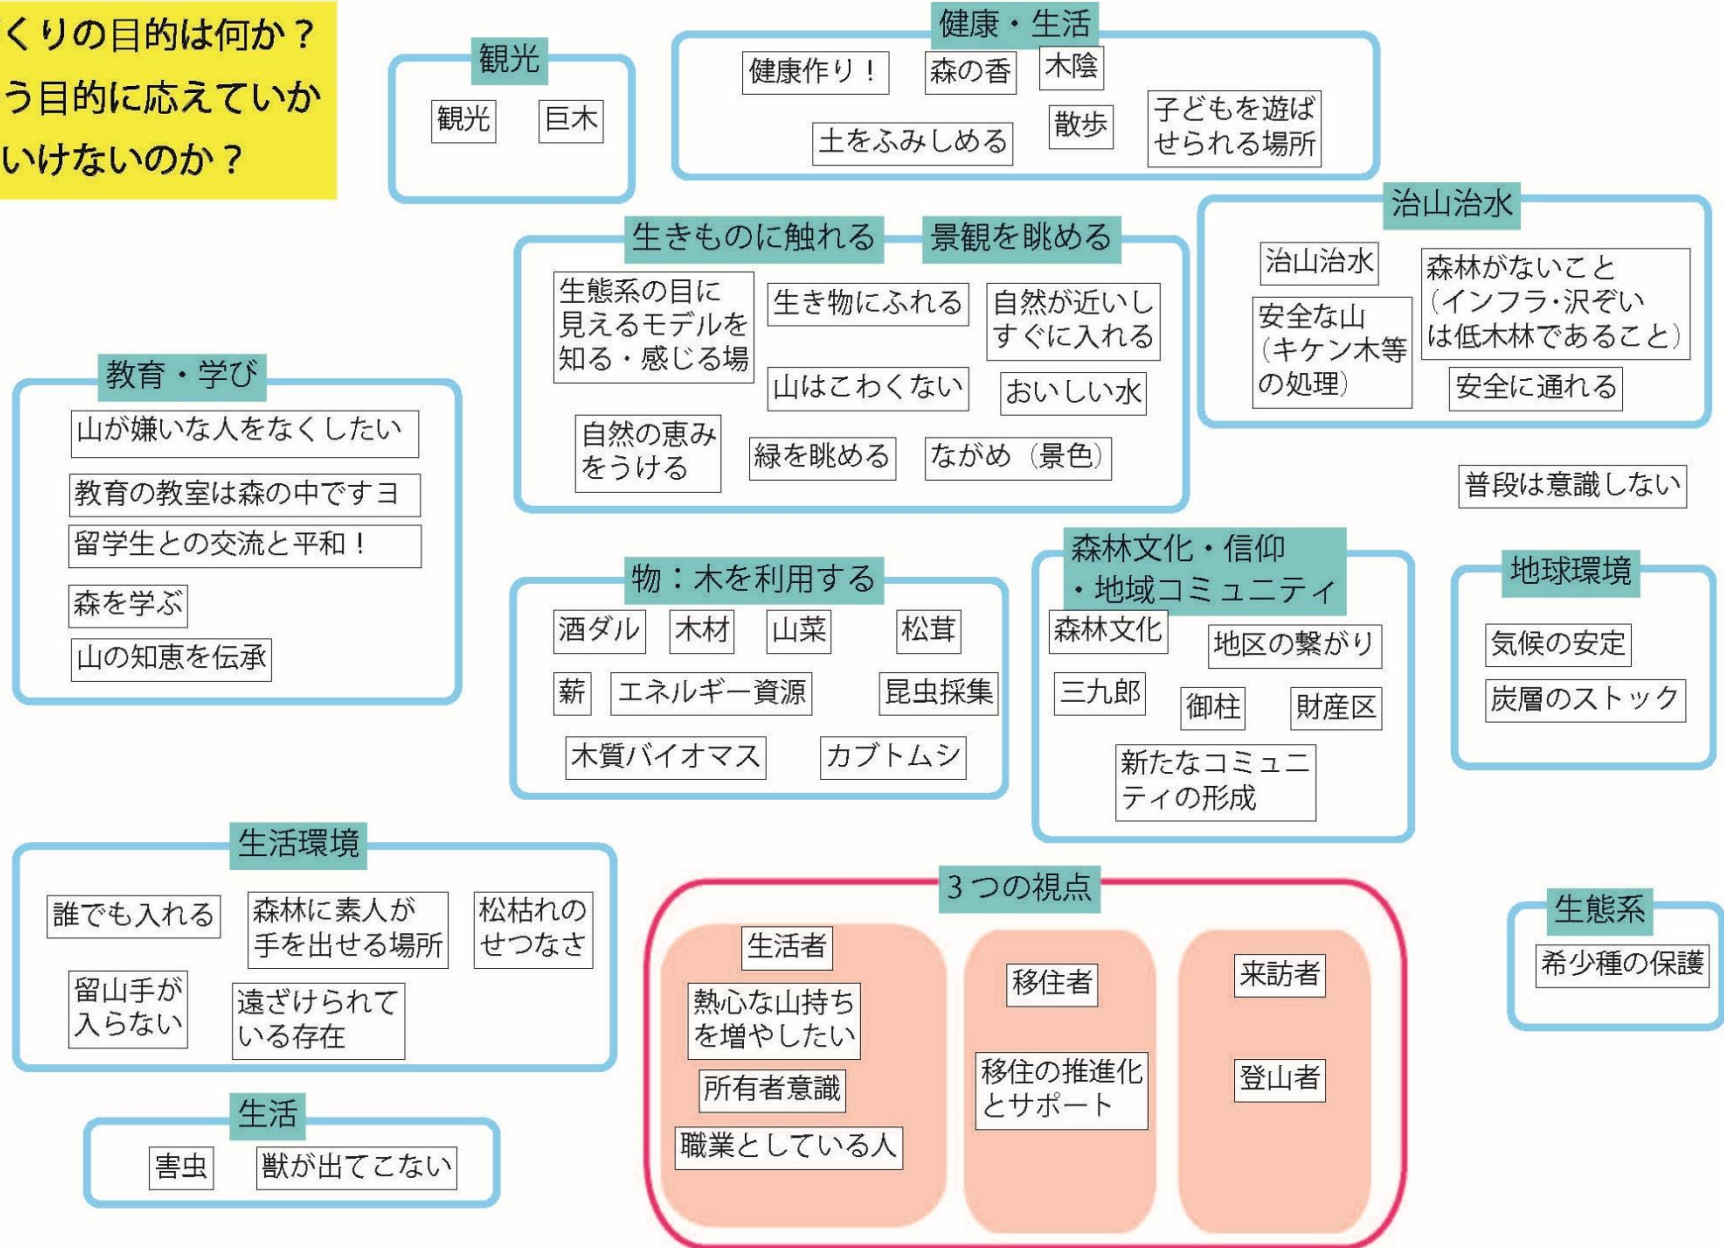 くりの目的は何か？
う目的に応えていか
いけないのか？
観光
観光
巨木
健康・生活
健康作り！
森の香
木陰
土をふみしめる
散歩
子どもを遊ば
せられる場所
治山治水
治山治水
森林がないこと
（インフラ・沢ぞい
は低木林であること）
安全な山
（キケン木等
の処理）
安全に通れる
普段は意識しない
生きものに触れる
景観を眺める
生態系の目に
見えるモデルを
知る・感じる場
生き物にふれる
自然が近いし
すぐに入れる
山はこわくない
おいしい水
自然の恵み
をうける
緑を眺める
ながめ（景色）
教育・学び
山が嫌いな人をなくしたい
教育の教室は森の中ですヨ
留学生との交流と平和！
森を学ぶ
山の知恵を伝承
物：木を利用する
酒ダル
木材
山菜
松茸
薪
エネルギー資源
昆虫採集
木質バイオマス
カブトムシ
森林文化・信仰
・地域コミュニティ
森林文化
地区の繋がり
三九郎
御柱
財産区
新たなコミュニ
ティの形成
地球環境
気候の安定
炭層のストック
生活環境
誰でも入れる
森林に素人が
手を出せる場所
松枯れの
せつなさ
留山手が
入らない
遠ざけられて
いる存在
生活
害虫
獣が出てこない
３つの視点
生活者
熱心な山持ち
を増やしたい
所有者意識
職業としている人
移住者
移住の推進化
とサポート
来訪者
登山者
生態系
希少種の保護